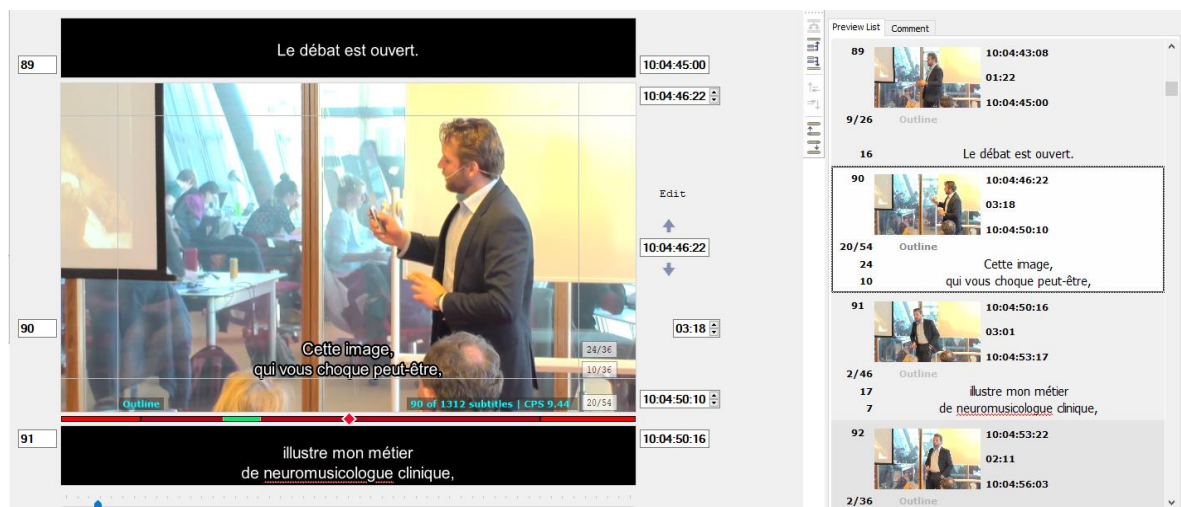 Le débat est ouvert.
89
10:04:45:00
10:04:46:22
Edit
10:04:46:22
90
03:18
Cette image,
qui vous choque peut-être,
24/36
10/36
20/54
Outline
90 of 1312 subtitles | CPS 9.44
10:04:50:10
91
10:04:50:16
illustre mon métier
de neuromusicologue clinique,
Preview List
Comment
89
10:04:43:08
01:22
10:04:45:00
9/26
Outline
16
Le débat est ouvert.
90
10:04:46:22
03:18
10:04:50:10
20/54
Outline
24
Cette image,
10
qui vous choque peut-être,
91
10:04:50:16
03:01
10:04:53:17
2/46
Outline
17
illustre mon métier
7
de neuromusicologue clinique,
92
10:04:53:22
02:11
10:04:56:03
2/36
Outline